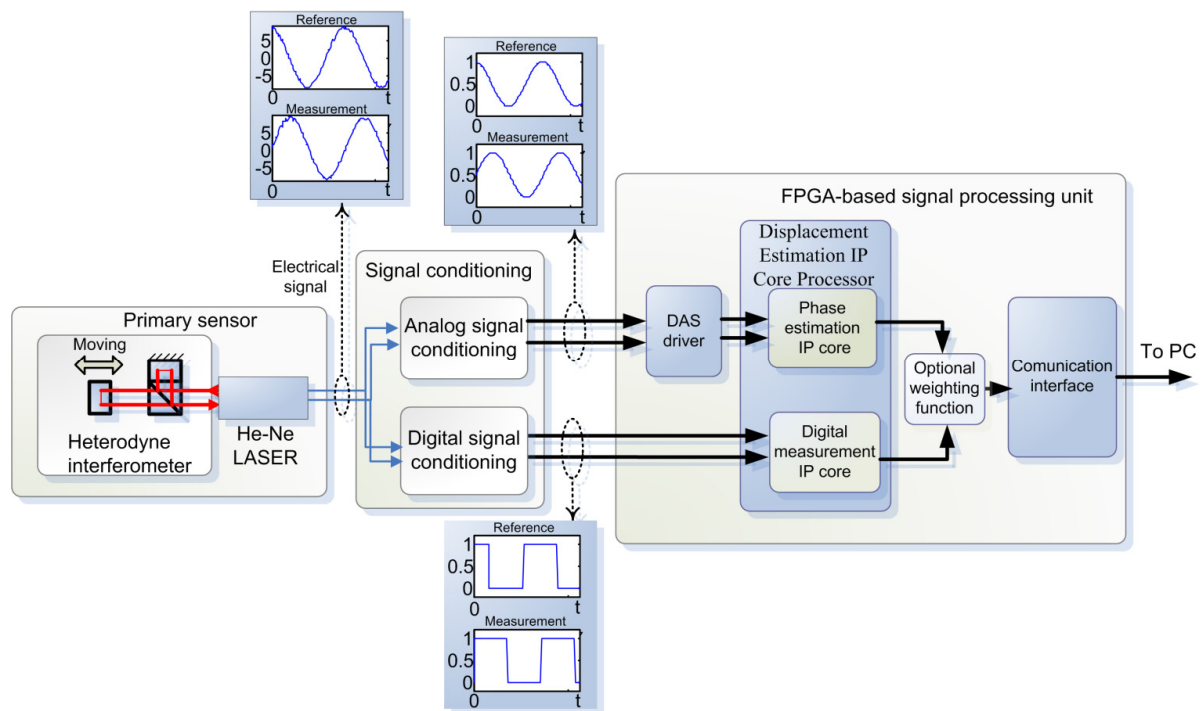 Reference
5
0
-5
0
t
Measurement
5
0
-5
0
t
Reference
1
0.5
0
0
t
Measurement
1
0.5
0
0
t
FPGA-based signal processing unit
Displacement
Estimation IP
Core Processor
Electrical
signal
Signal conditioning
Primary sensor
Moving
Heterodyne
interferometer
He-Ne
LASER
Analog signal
conditioning
Digital signal
conditioning
DAS
driver
Phase
estimation
IP core
Digital
measurement
IP core
Optional
weighting
function
Comunication
interface
To PC
Reference
1
0.5
0
0
t
Measurement
1
0.5
0
0
t